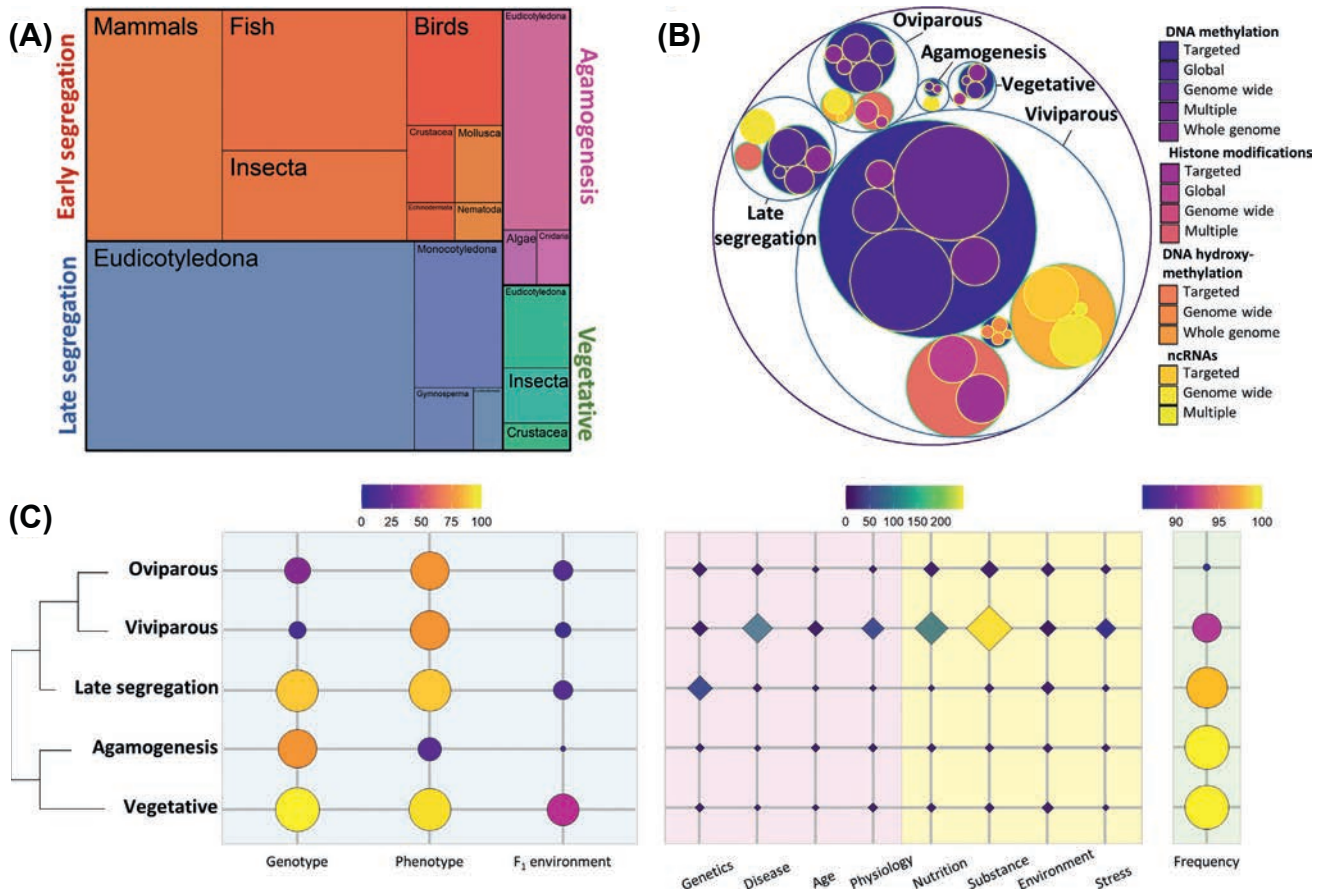 (A)
Early segregation
Late segregation
Mammals
Fish
Insecta
Birds
Crustacea
Mollusca
Echinodermata
Nematoda
Eudicotyledona
Monocotyledona
Gymnosperma
Eudicotyledona
Algae
Cnidaria
Eudicotyledona
Insecta
Crustacea
Agamogenesis
Vegetative
(B)
Oviparous
Agamogenesis
Vegetative
Viviparous
Late
segregation
DNA methylation
Targeted
Global
Genome wide
Multiple
Whole genome
Histone modifications
Targeted
Global
Genome wide
Multiple
DNA hydroxy-
methylation
Targeted
Genome wide
Whole genome
ncRNAs
Targeted
Genome wide
Multiple
(C)
0 25 50 75 100
0 50 100 150 200
90 95 100
Oviparous
Viviparous
Late segregation
Agamogenesis
Vegetative
Genotype Phenotype F₁ environment
Genetics Disease Age Physiology Nutrition Substance Environment Stress
Frequency